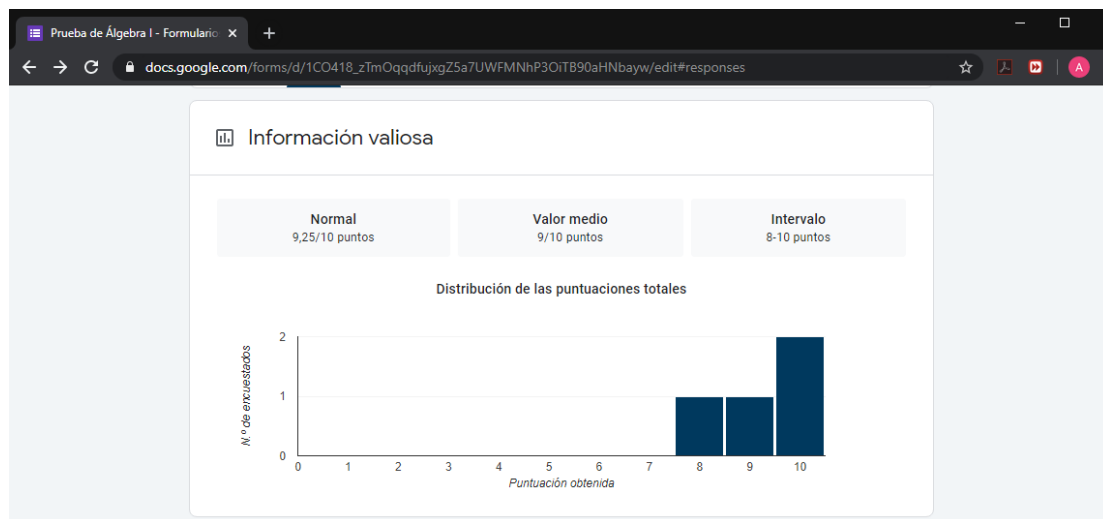 Prueba de Álgebra I - Formulario
docs.google.com/forms/d/1CO418_zTmOqqdfujxgZ5a7UWFMNhP3OiTB90aHNbayw/edit#responses
A
Información valiosa
Normal
9,25/10 puntos
Valor medio
9/10 puntos
Intervalo
8-10 puntos
Distribución de las puntuaciones totales
N.º de encuestados
2
1
0
0 1 2 3 4 5 6 7 8 9 10
Puntuación obtenida